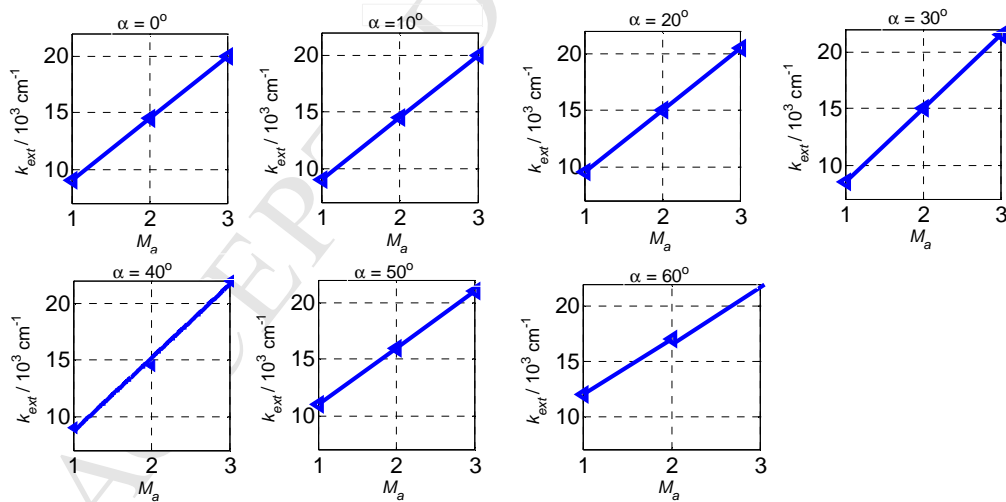 α = 0° α = 10° α = 20° α = 30°
20 20 20 20
15 15 15 15
10 10 10 10
k_ext / 10³ cm⁻¹ k_ext / 10³ cm⁻¹ k_ext / 10³ cm⁻¹ k_ext / 10³ cm⁻¹
1 2 3 1 2 3 1 2 3 1 2 3
M_a M_a M_a M_a
α = 40° α = 50° α = 60°
20 20 20
15 15 15
10 10 10
k_ext / 10³ cm⁻¹ k_ext / 10³ cm⁻¹ k_ext / 10³ cm⁻¹
1 2 3 1 2 3 1 2 3
M_a M_a M_a
ACCEPTED